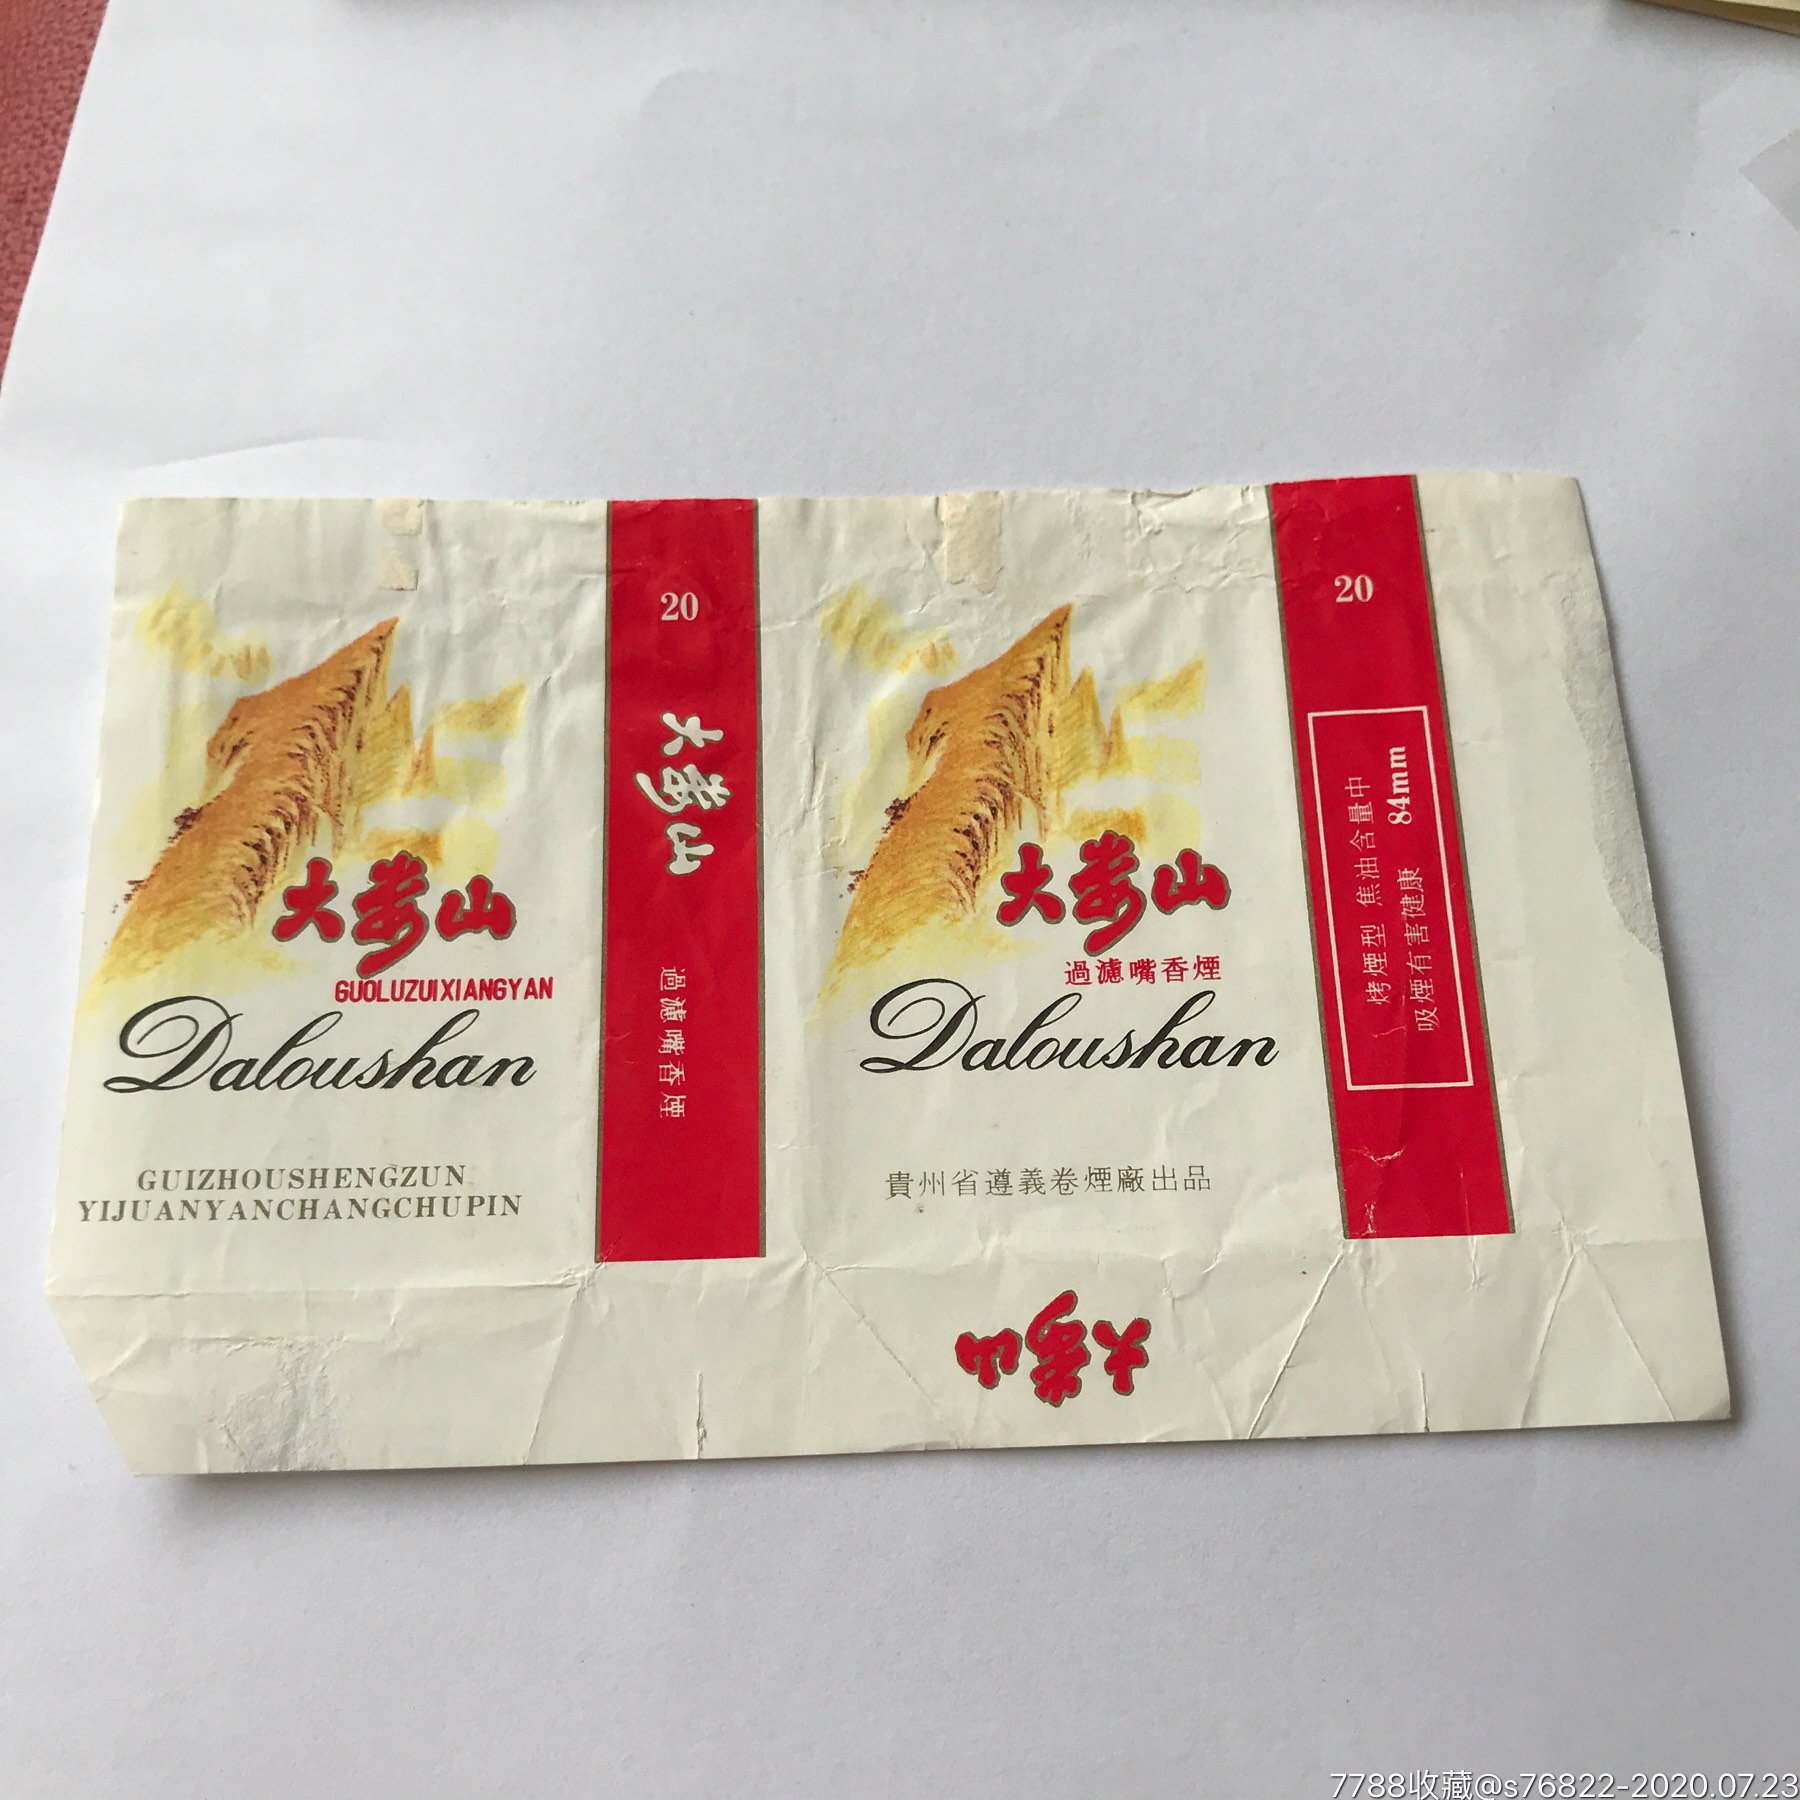 大娄山
GUOLUZUIXIANGYAN
Daloushan
GUIZHOUSHENGZUN
YIJUANYANCHANGCHUPIN
20
大娄山
過濾嘴香煙
大娄山
過濾嘴香煙
Daloushan
貴州省遵義卷煙廠出品
大娄山
20
烤煙型 焦油含量中
吸煙有害健康 84mm
7788收藏@s76822-2020.07.23